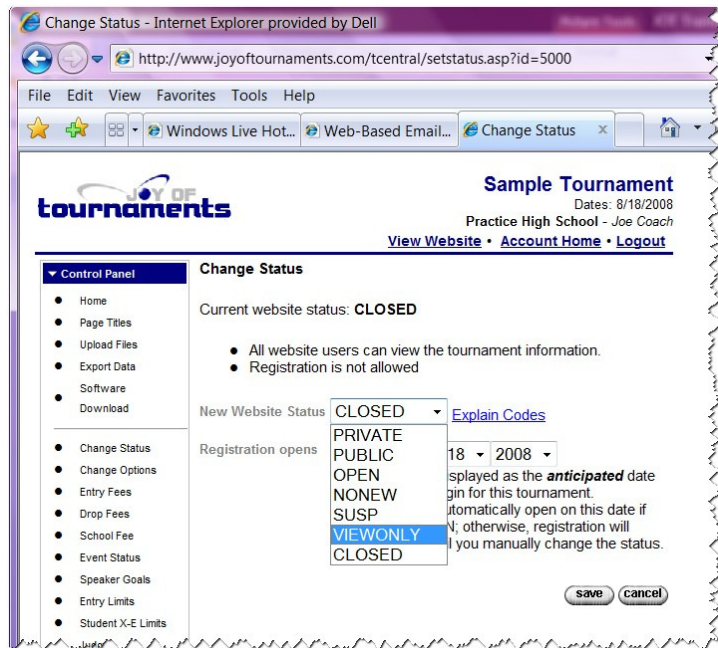 Change Status - Internet Explorer provided by Dell
http://www.joyoftournaments.com/tcentral/setstatus.asp?id=5000
File Edit View Favorites Tools Help
Windows Live Hot... Web-Based Email... Change Status x
JOY OF
tournaments
Sample Tournament
Dates: 8/18/2008
Practice High School - Joe Coach
View Website • Account Home • Logout
Control Panel
Home
Page Titles
Upload Files
Export Data
Software
Download
Change Status
Change Options
Entry Fees
Drop Fees
School Fee
Event Status
Speaker Goals
Entry Limits
Student X-E Limits
Change Status
Current website status: CLOSED
• All website users can view the tournament information.
• Registration is not allowed
New Website Status CLOSED Explain Codes
PRIVATE
PUBLIC
OPEN
NONEW
SUSP
VIEWONLY
CLOSED
Registration opens 18 2008
splayed as the anticipated date
gin for this tournament.
utomatically open on this date if
; otherwise, registration will
l you manually change the status.
save cancel